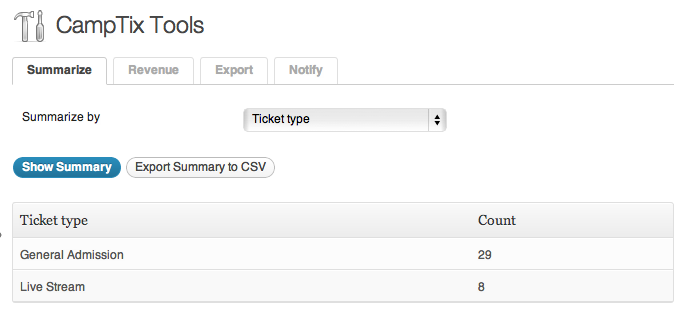 CampTix Tools
Summarize Revenue Export Notify
Summarize by Ticket type
Show Summary Export Summary to CSV
Ticket type Count
General Admission 29
Live Stream 8